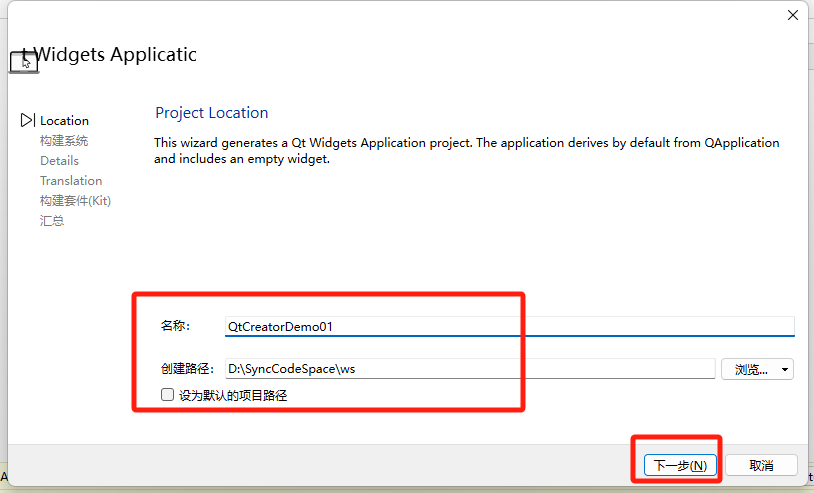 t Widgets Applicatic
Location
构建系统
Details
Translation
构建套件(Kit)
汇总
Project Location
This wizard generates a Qt Widgets Application project. The application derives by default from QApplication
and includes an empty widget.
名称：
QtCreatorDemo01
创建路径：
D:\SyncCodeSpace\ws
浏览...
设为默认的项目路径
下一步(N)
取消